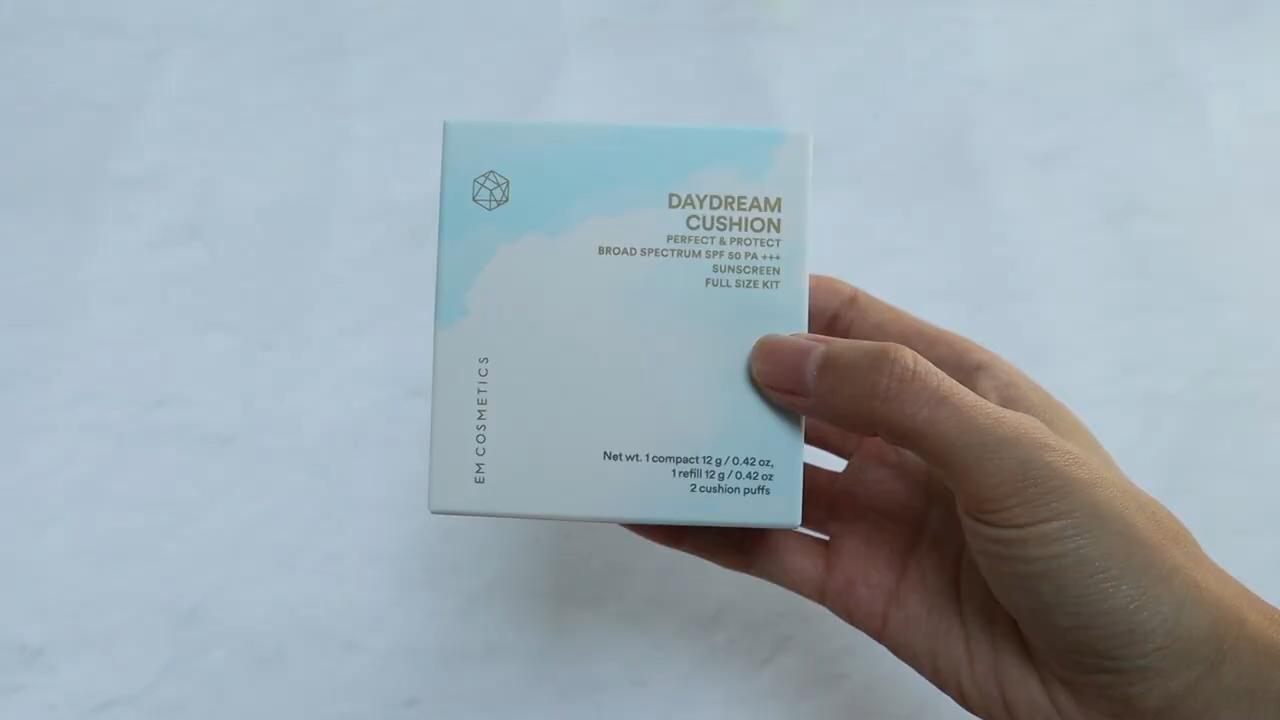 DAYDREAM
CUSHION
PERFECT & PROTECT
BROAD SPECTRUM SPF 50 PA +++
SUNSCREEN
FULL SIZE KIT
EM COSMETICS
Net wt. 1 compact 12 g / 0.42 oz,
1 refill 12 g / 0.42 oz
2 cushion puffs